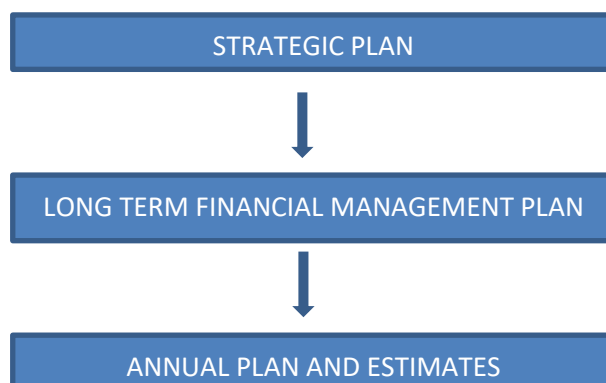 STRATEGIC PLAN
LONG TERM FINANCIAL MANAGEMENT PLAN
ANNUAL PLAN AND ESTIMATES